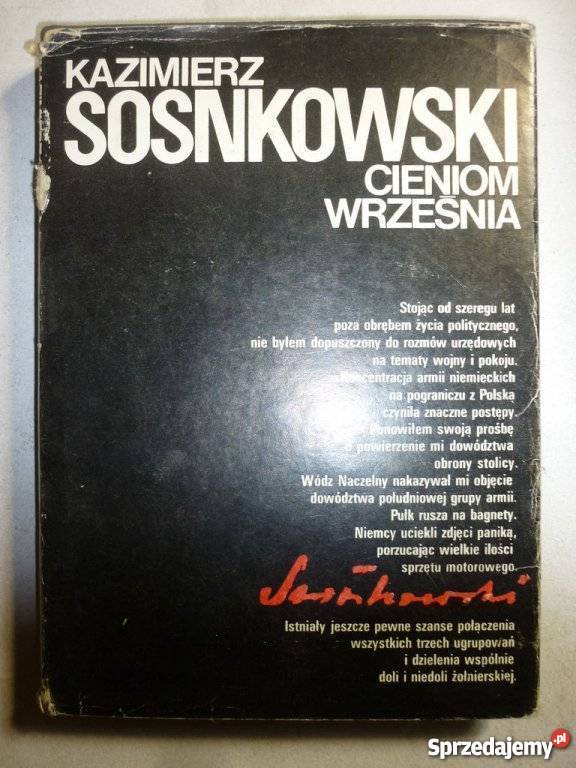 KAZIMIERZ
SOSNKOWSKI
CIENIOM
WRZEŚNIA
Stojąc od szeregu lat
poza obrębem życia politycznego,
nie byłem dopuszczony do rozmów urzędowych
na tematy wojny i pokoju.
Koncentracja armii niemieckich
na pograniczu z Polską
czyniła znaczne postępy.
Ponowiłem swoją prośbę
o powierzenie mi dowództwa
obrony stolicy.
Wódz Naczelny nakazywał mi objęcie
dowództwa południowej grupy armii.
Pułk rusza na bagnety.
Niemcy uciekli zdjęci paniką,
porzucając wielkie ilości
sprzętu motorowego.
Sosnkowski
Istniały jeszcze pewne szanse połączenia
wszystkich trzech ugrupowań
i dzielenia wspólnie
doli i niedoli żołnierskiej.
Sprzedajemy.pl